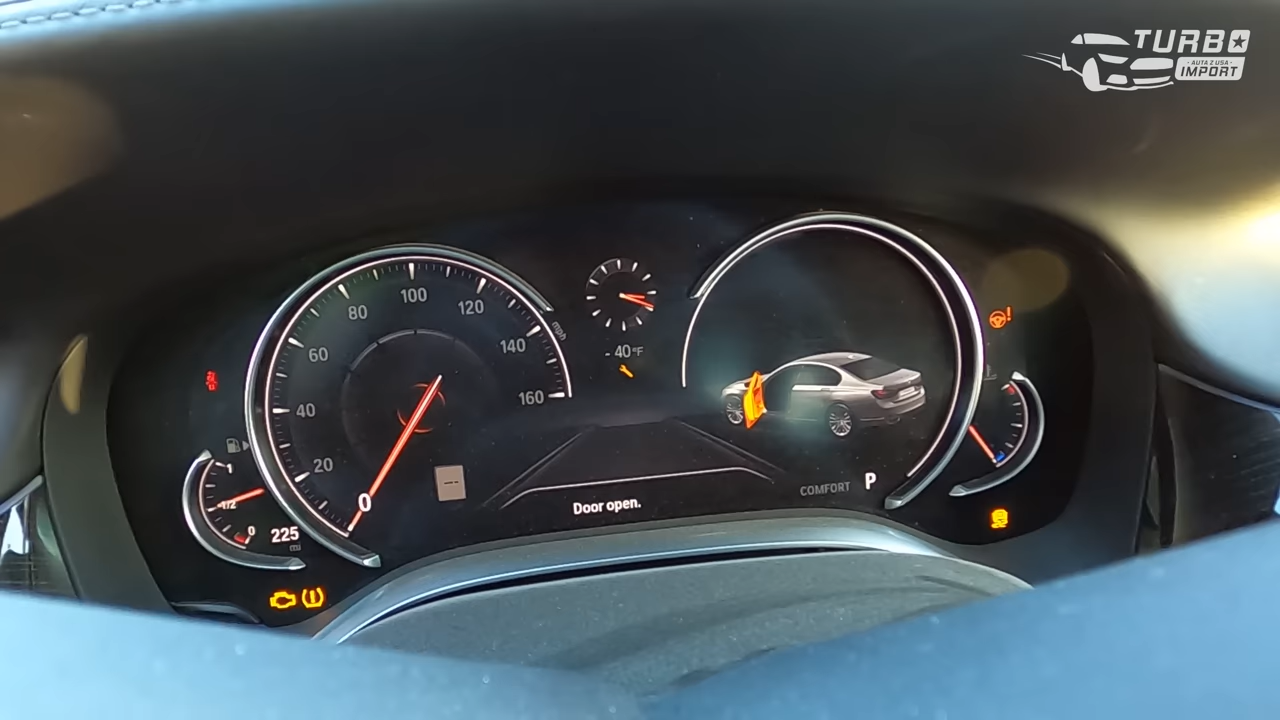 TURBO
- AUTA Z USA -
IMPORT
100
80
120
mph
60
140
- 40°F
160
40
20
0
1
1/2
0
225
mi
---
Door open.
COMFORT
P